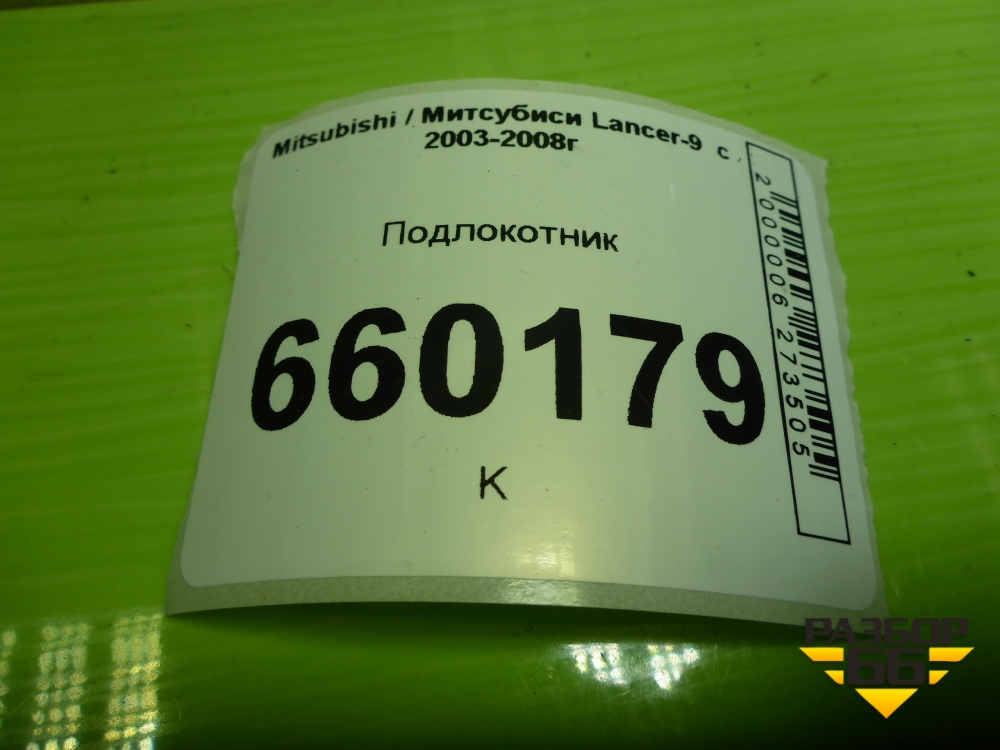 Mitsubishi / Митсубиси Lancer-9 с
2003-2008г
Подлокотник
660179
К
2000006273505
РАЗБОР
66